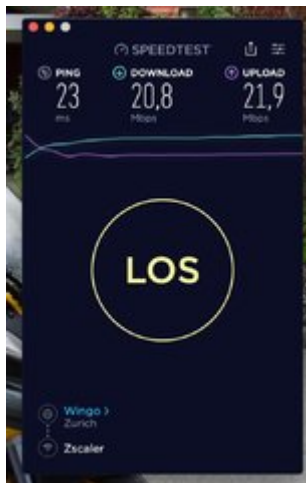 SPEEDTEST
PING DOWNLOAD UPLOAD
23 20,8 21,9
ms Mbps Mbps
LOS
Wingo >
Zurich
Zscaler